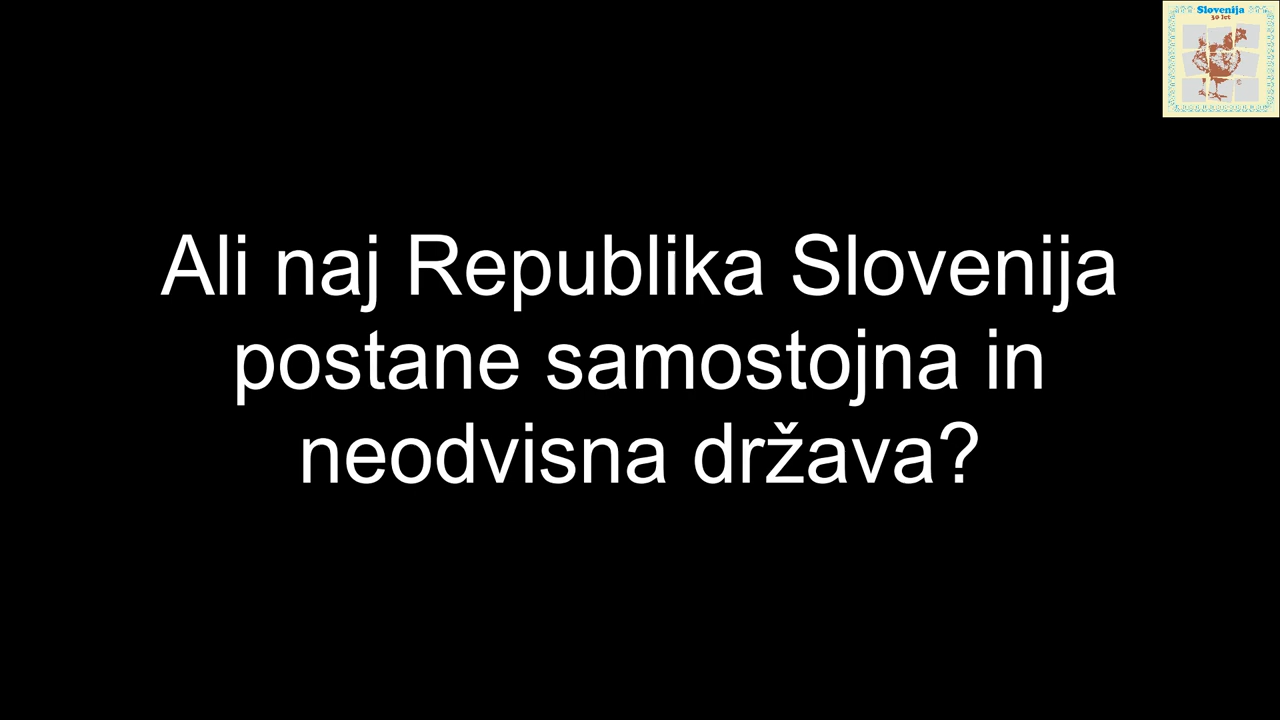 Slovenija
30 let
Ali naj Republika Slovenija
postane samostojna in
neodvisna država?